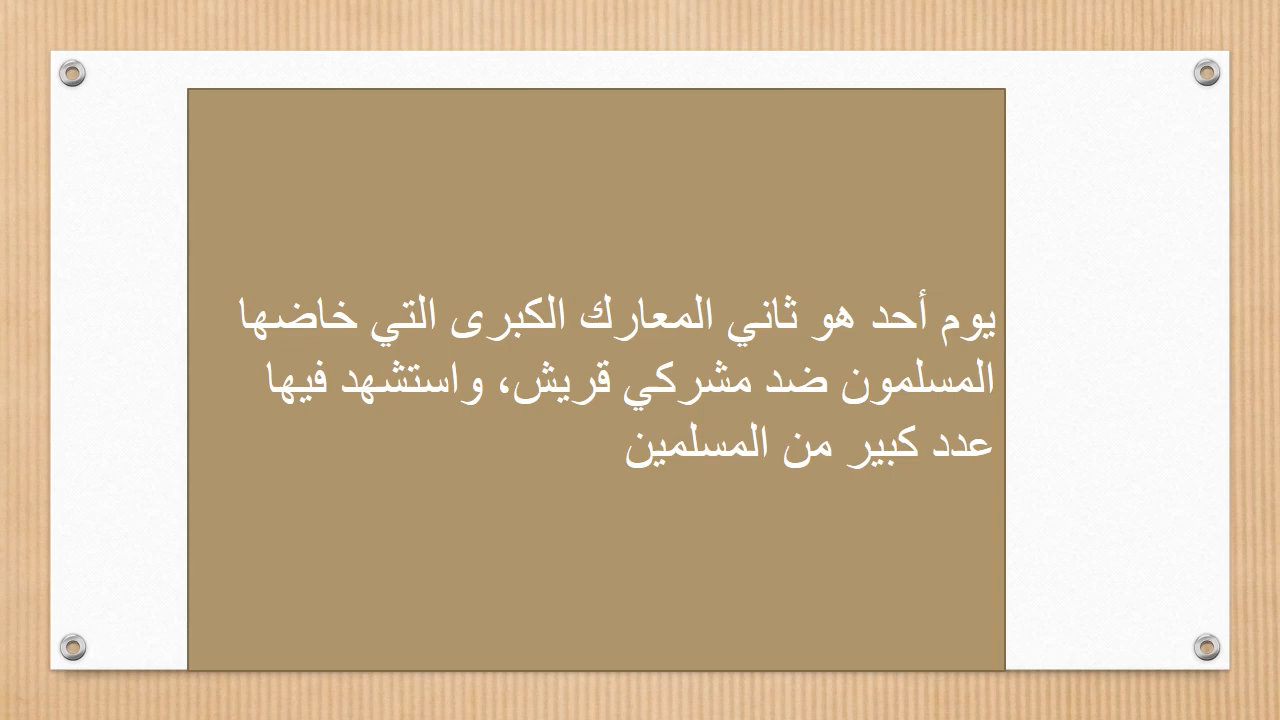 يوم أحد هو ثاني المعارك الكبرى التي خاضها
المسلمون ضد مشركي قريش، واستشهد فيها
عدد كبير من المسلمين